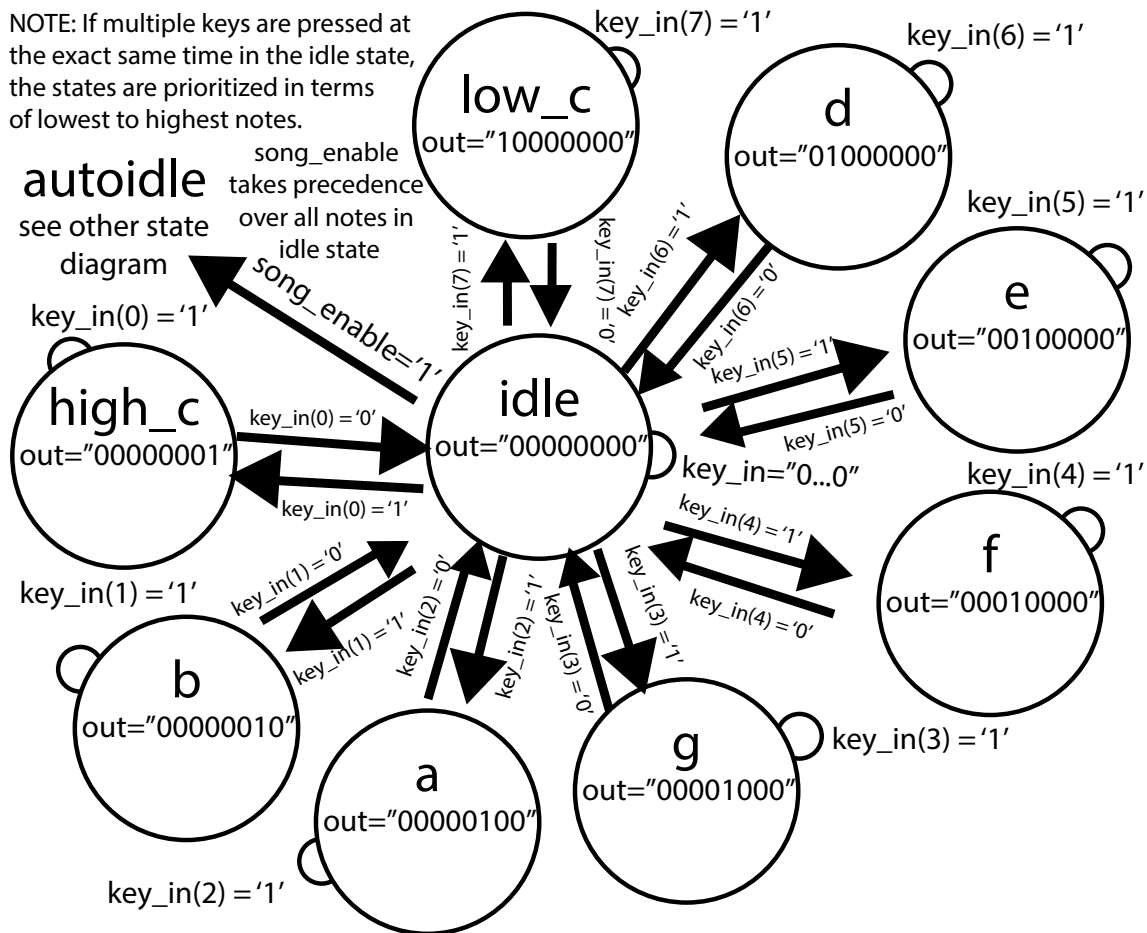 NOTE: If multiple keys are pressed at
the exact same time in the idle state,
the states are prioritized in terms
of lowest to highest notes.
autoidle
see other state
diagram
song_enable
takes precedence
over all notes in
idle state
song_enable=‘1’
key_in(7) = ‘1’
low_c
out=”10000000”
key_in(7) = ‘1’
key_in(7) = ‘0’
key_in(6) = ‘1’
d
out=”01000000”
key_in(6) = ‘1’
key_in(6) = ‘0’
key_in(5) = ‘1’
e
out=”00100000”
key_in(5) = ‘1’
key_in(5) = ‘0’
key_in(0) = ‘1’
high_c
out=”00000001”
key_in(0) = ‘0’
key_in(0) = ‘1’
idle
out=”00000000”
key_in=”0...0”
key_in(4) = ‘1’
f
out=”00010000”
key_in(4) = ‘1’
key_in(4) = ‘0’
key_in(1) = ‘1’
b
out=”00000010”
key_in(1) = ‘0’
key_in(1) = ‘1’
key_in(2) = ‘0’
key_in(2) = ‘1’
a
out=”00000100”
key_in(2) = ‘1’
key_in(3) = ‘0’
key_in(3) = ‘1’
g
out=”00001000”
key_in(3) = ‘1’